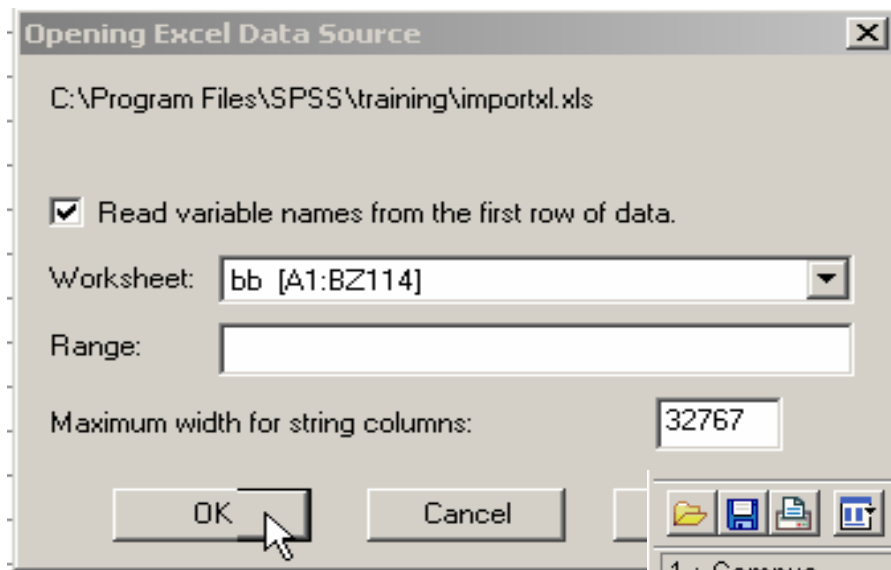 Opening Excel Data Source
C:\Program Files\SPSS\training\importxl.xls
Read variable names from the first row of data.
Worksheet: bb [A1:BZ114]
Range:
Maximum width for string columns: 32767
OK Cancel